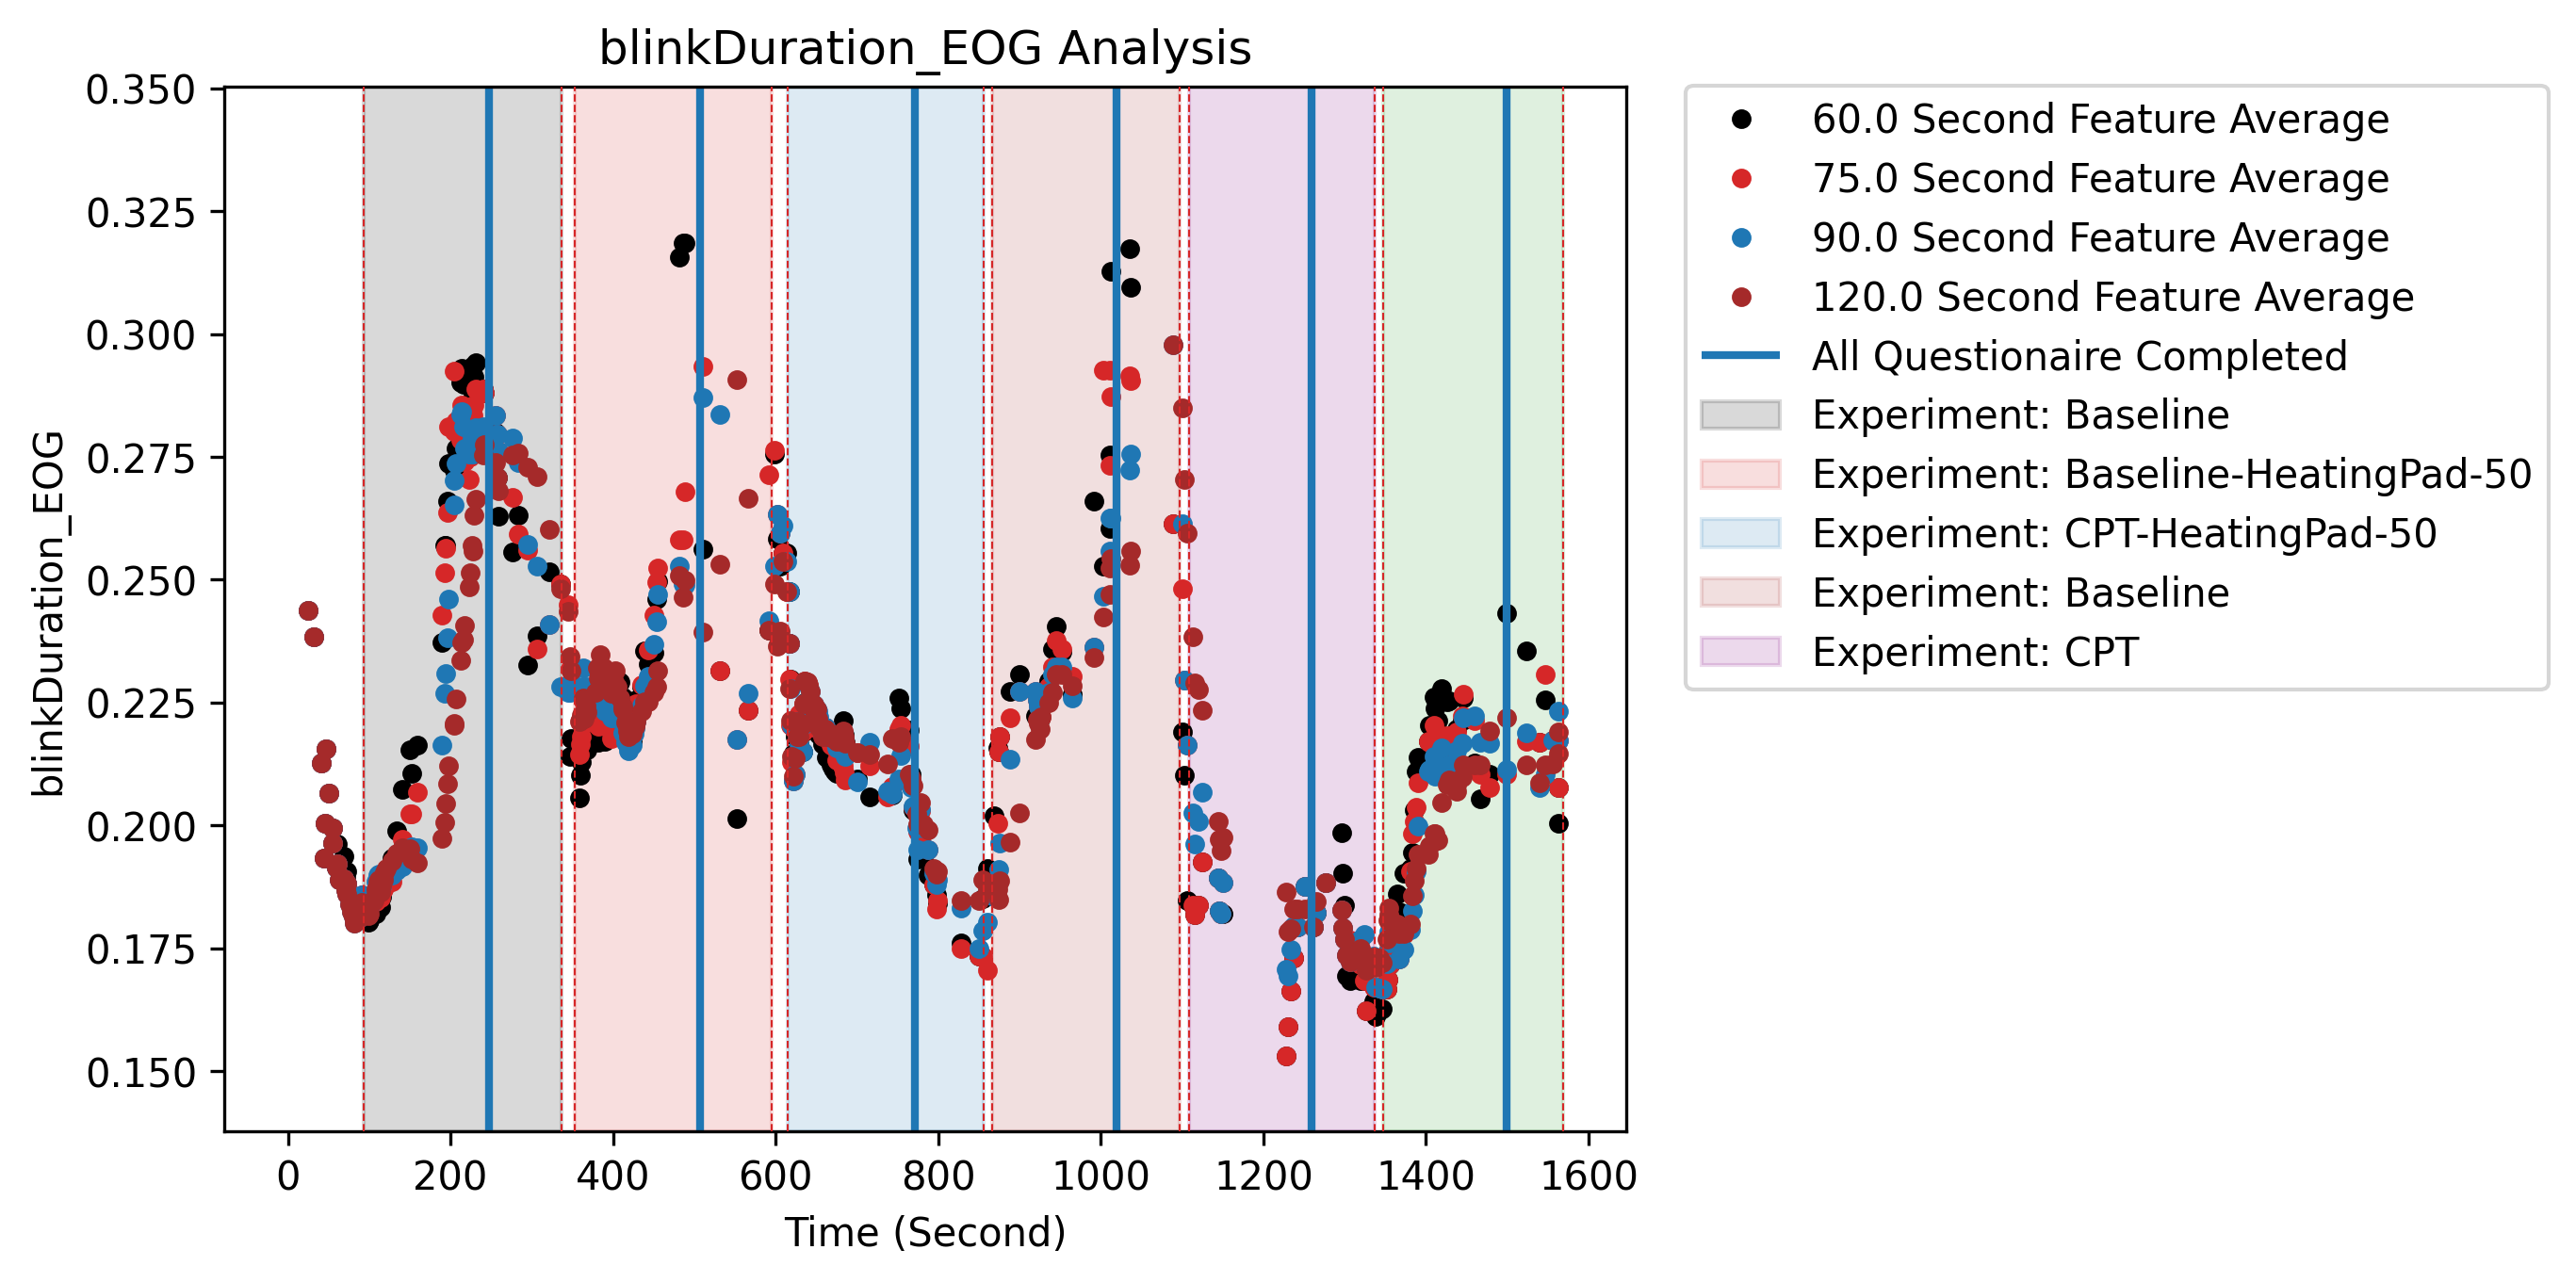 blinkDuration_EOG Analysis
0.350
0.325
0.300
0.275
0.250
0.225
0.200
0.175
0.150
blinkDuration_EOG
0 200 400 600 800 1000 1200 1400 1600
Time (Second)
60.0 Second Feature Average
75.0 Second Feature Average
90.0 Second Feature Average
120.0 Second Feature Average
All Questionaire Completed
Experiment: Baseline
Experiment: Baseline-HeatingPad-50
Experiment: CPT-HeatingPad-50
Experiment: Baseline
Experiment: CPT